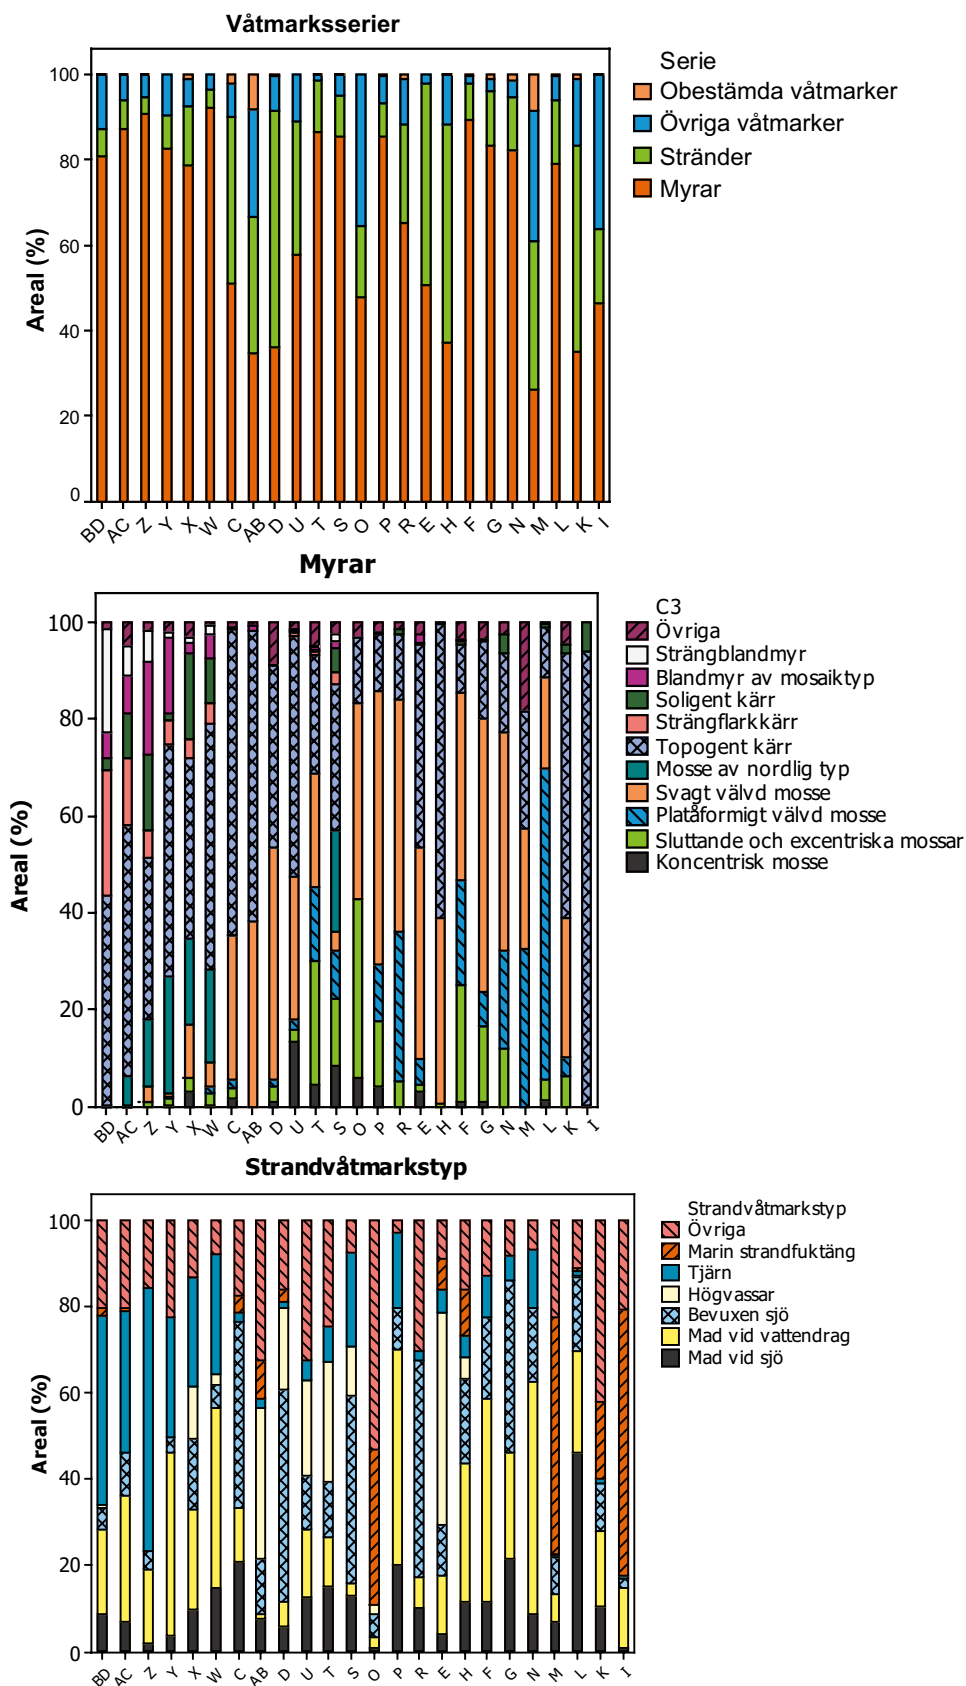 Våtmarksserier
Areal (%)
100
80
60
40
20
0
BD AC Z Y X W C AB D U T S O P R E H F G N M L K I
Serie
Obestämda våtmarker
Övriga våtmarker
Stränder
Myrar
Myrar
Areal (%)
100
80
60
40
20
0
BD AC Z Y X W C AB D U T S O P R E H F G N M L K I
C3
Övriga
Strängblandmyr
Blandmyr av mosaiktyp
Soligent kärr
Strängflarkkärr
Topogent kärr
Mosse av nordlig typ
Svagt välvd mosse
Platåformigt välvd mosse
Sluttande och excentriska mossar
Koncentrisk mosse
Strandvåtmarkstyp
Areal (%)
100
80
60
40
20
0
BD AC Z Y X W C AB D U T S O P R E H F G N M L K I
Strandvåtmarkstyp
Övriga
Marin strandfuktäng
Tjärn
Högvassar
Bevuxen sjö
Mad vid vattendrag
Mad vid sjö